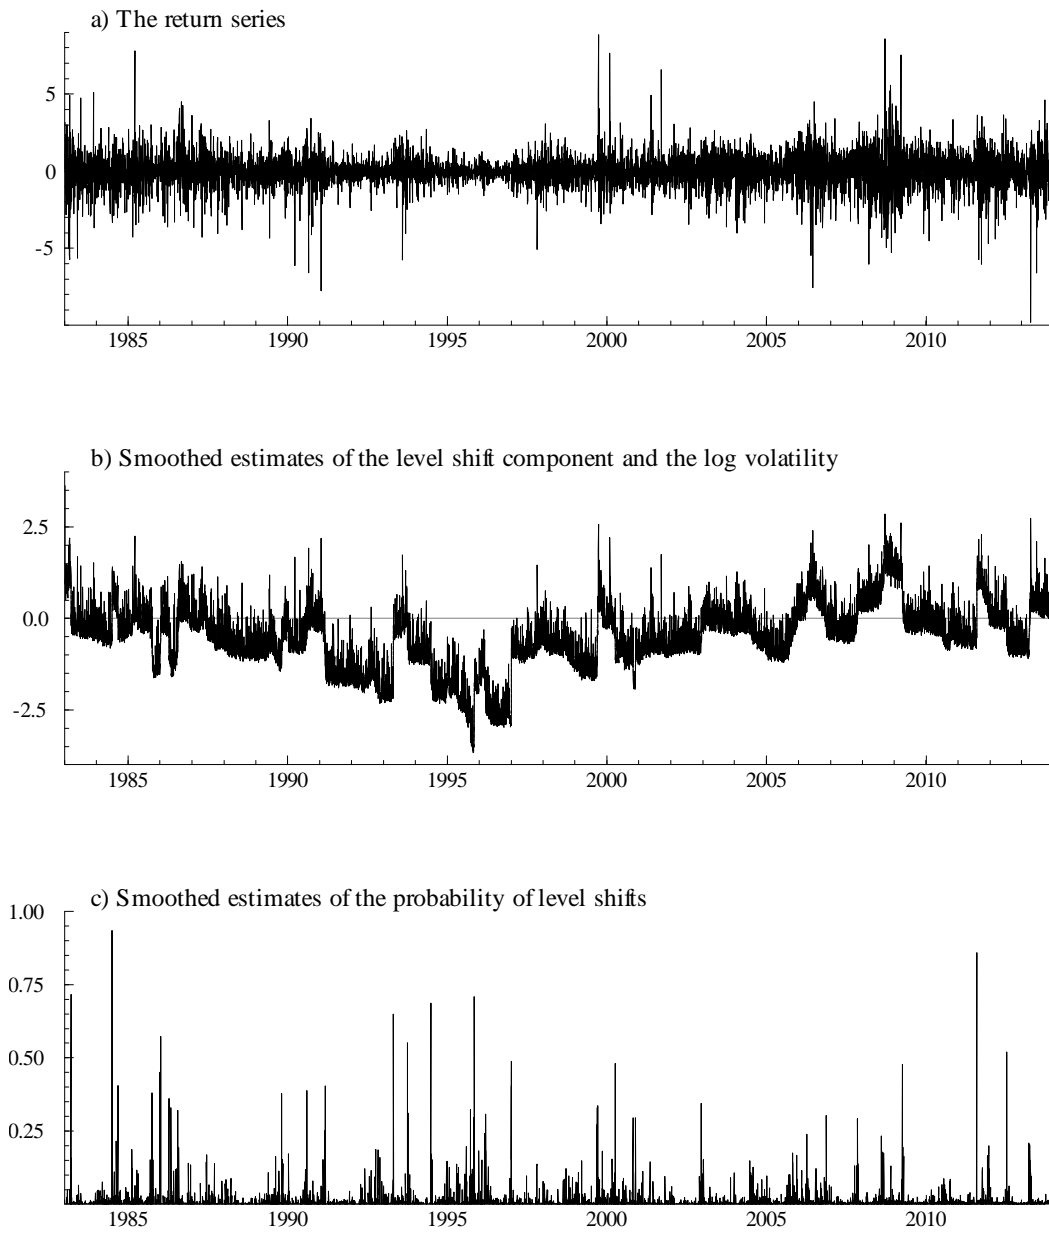 a) The return series
5
0
-5
1985 1990 1995 2000 2005 2010
b) Smoothed estimates of the level shift component and the log volatility
2.5
0.0
-2.5
1985 1990 1995 2000 2005 2010
c) Smoothed estimates of the probability of level shifts
1.00
0.75
0.50
0.25
1985 1990 1995 2000 2005 2010